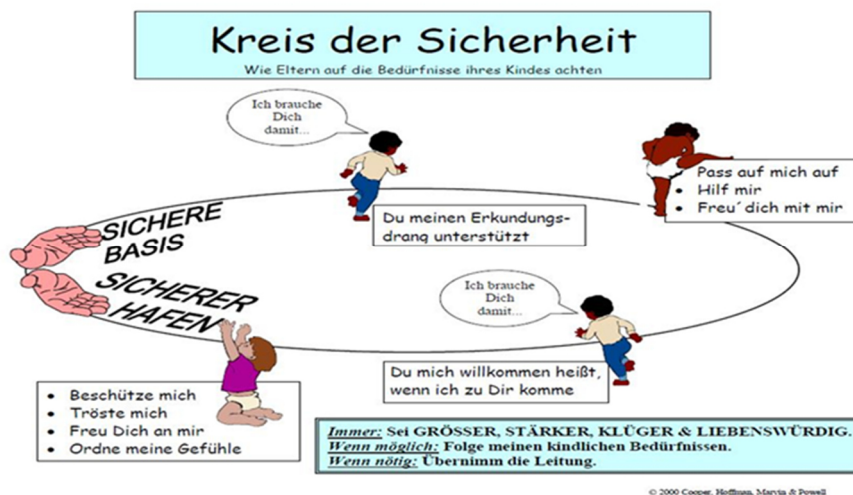 Kreis der Sicherheit
Wie Eltern auf die Bedürfnisse ihres Kindes achten
Ich brauche
Dich
damit...
Pass auf mich auf
• Hilf mir
• Freu´dich mit mir
SICHERE
BASIS
Du meinen Erkundungs-
drang unterstützt
SICHERER
HAFEN
Ich brauche
Dich
damit...
Du mich willkommen heißt,
wenn ich zu Dir komme
• Beschütze mich
• Tröste mich
• Freu Dich an mir
• Ordne meine Gefühle
Immer: Sei GRÖSSER, STÄRKER, KLÜGER & LIEBENSWÜRDIG.
Wenn möglich: Folge meinen kindlichen Bedürfnissen.
Wenn nötig: Übernimm die Leitung.
© 2000 Cooper, Hoffman, Marvin & Powell